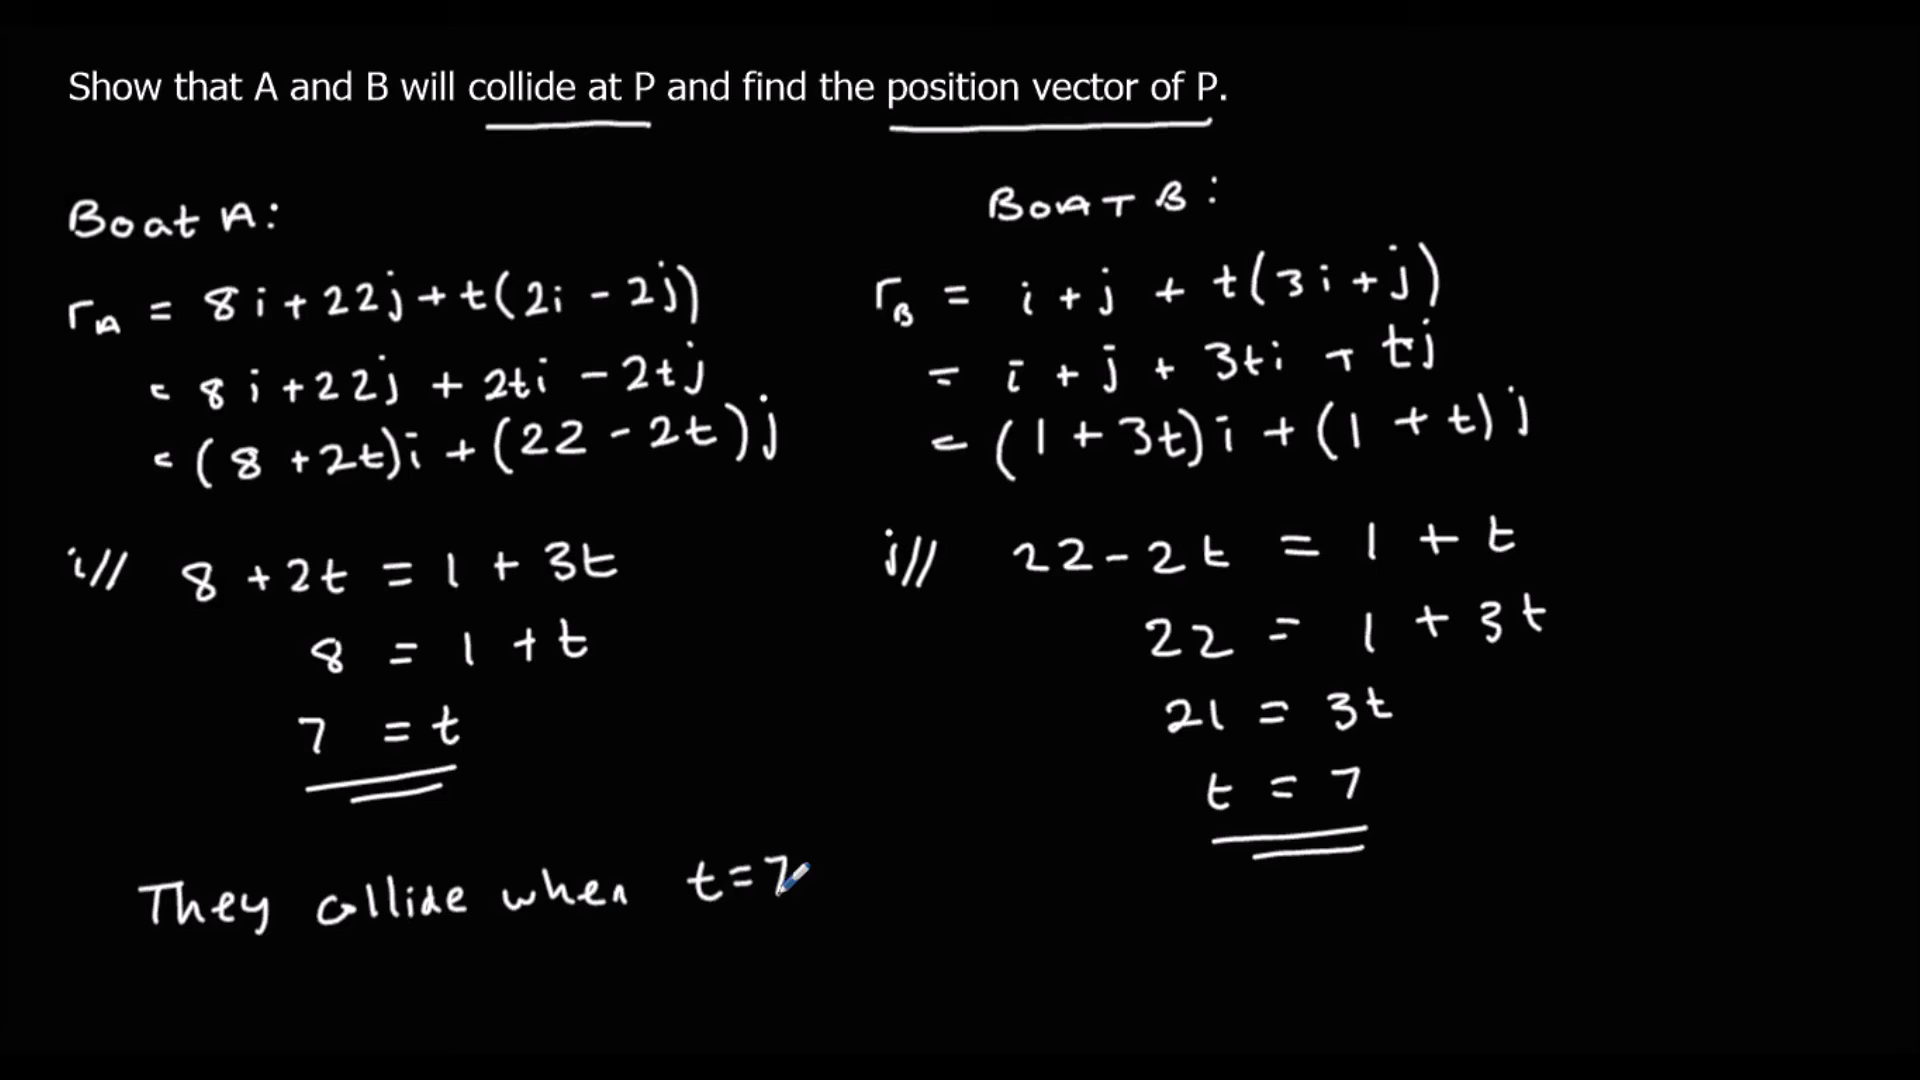 Show that A and B will collide at P and find the position vector of P.
Boat A:
r_A = 8i + 22j + t(2i - 2j)
= 8i + 22j + 2ti - 2tj
= (8 + 2t)i + (22 - 2t)j
BOAT B:
r_B = i + j + t(3i + j)
= i + j + 3ti + tj
= (1 + 3t)i + (1 + t)j
i// 8 + 2t = 1 + 3t
8 = 1 + t
7 = t
j// 22 - 2t = 1 + t
22 = 1 + 3t
21 = 3t
t = 7
They collide when t = 7